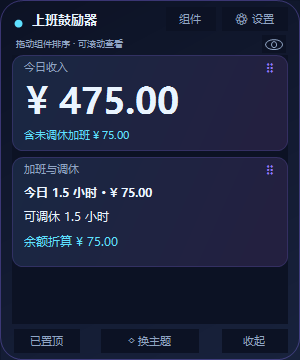 上班鼓励器
组件
设置
拖动组件排序 · 可滚动查看
今日收入
¥ 475.00
含未调休加班 ¥ 75.00
加班与调休
今日 1.5 小时 · ¥ 75.00
可调休 1.5 小时
余额折算 ¥ 75.00
已置顶
换主题
收起